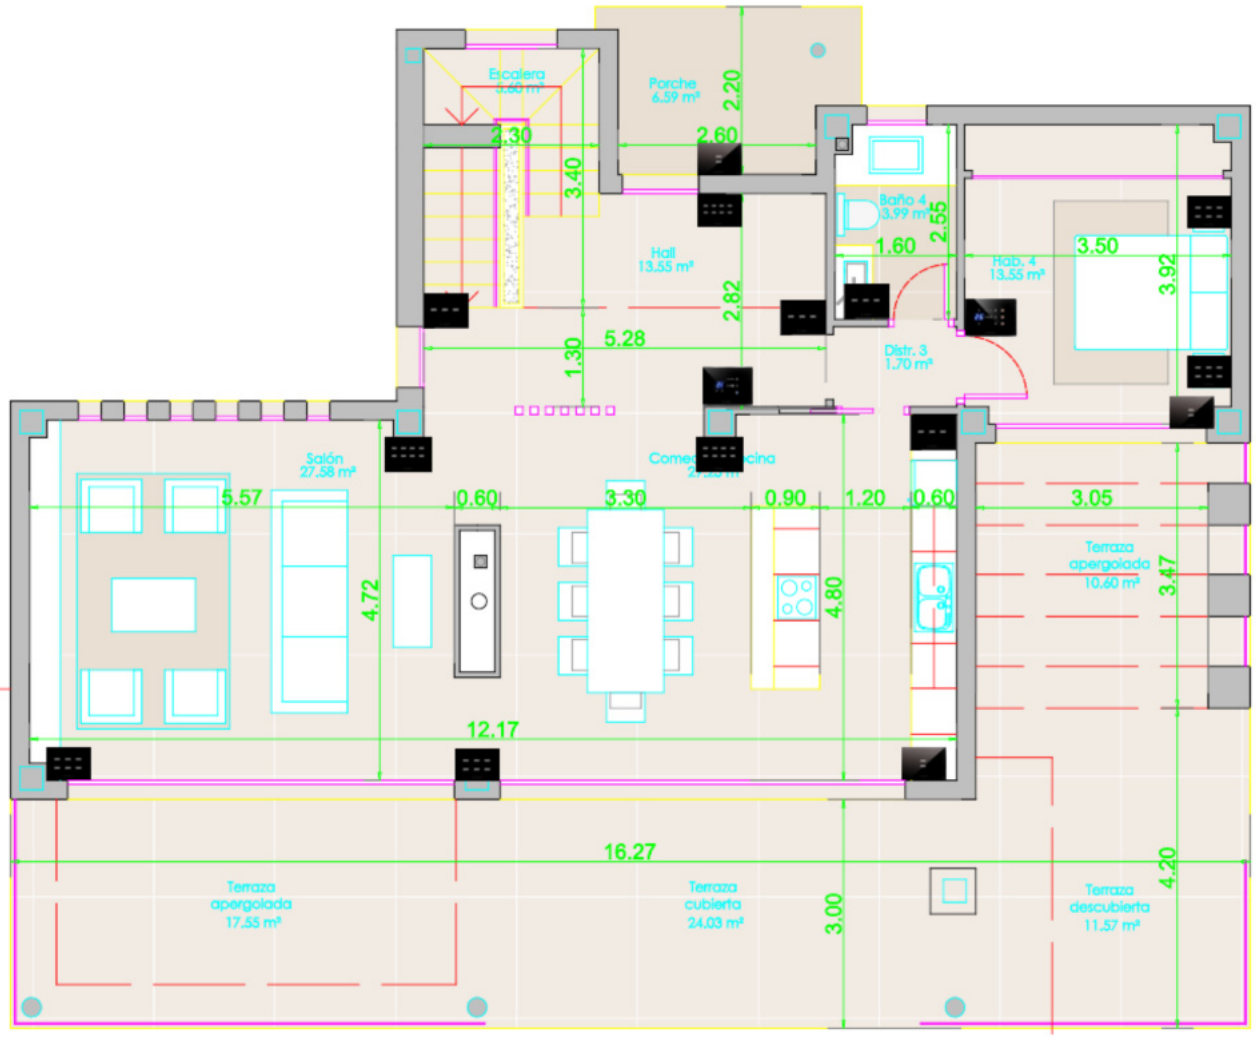 Escalera
5.60 m²
Porche
6.59 m²
2.20
2.30
2.60
3.40
Baño 4
3.99 m²
2.55
1.60
Hall
13.55 m²
Hab. 4
13.55 m²
3.50
3.92
2.82
5.28
1.30
Distr. 3
1.70 m²
Salón
27.58 m²
5.57
0.60
3.30
0.90
1.20
0.60
3.05
Terraza
apergolada
10.60 m²
3.47
4.72
4.80
12.17
16.27
Terraza
apergolada
17.55 m²
Terraza
cubierta
24.03 m²
3.00
4.20
Terraza
descubierta
11.57 m²